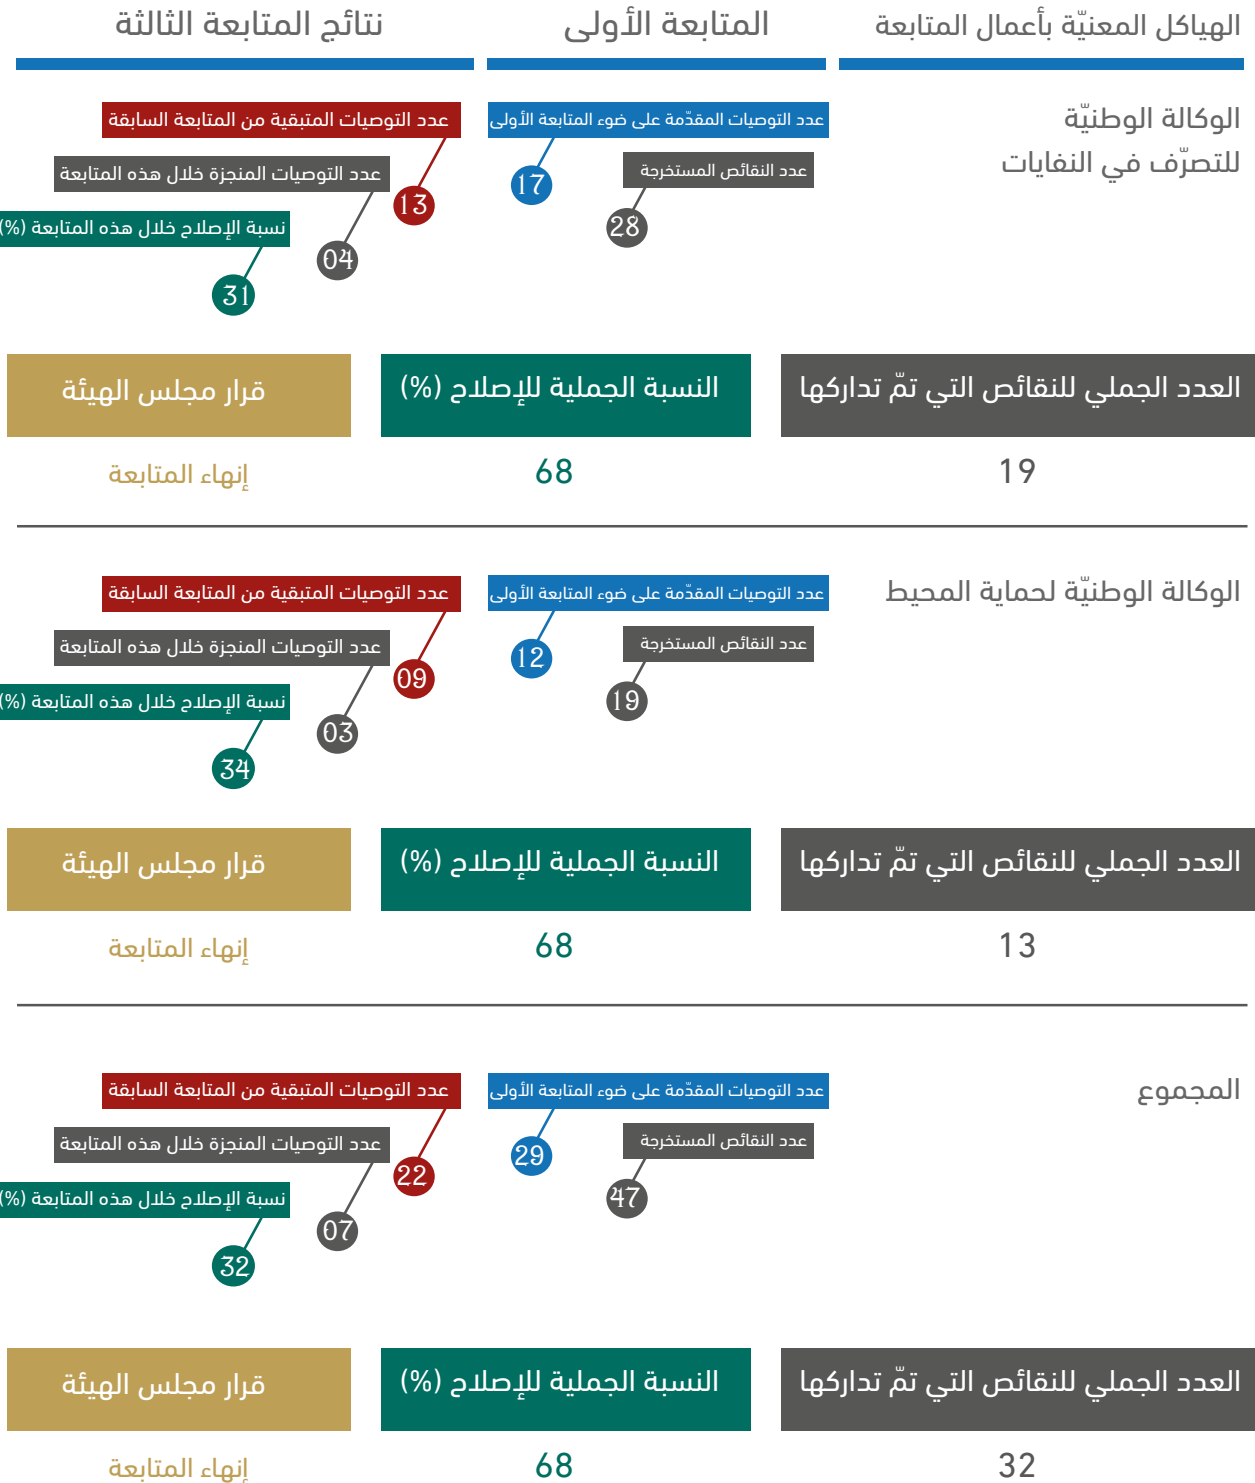 الهياكل المعنيّة بأعمال المتابعة
المتابعة الأولى
نتائج المتابعة الثالثة
الوكالة الوطنيّة
للتصرّف في النفايات
عدد التوصيات المقدّمة على ضوء المتابعة الأولى
17
عدد النقائص المستخرجة
28
عدد التوصيات المتبقية من المتابعة السابقة
13
عدد التوصيات المنجزة خلال هذه المتابعة
04
نسبة الإصلاح خلال هذه المتابعة (%)
31
العدد الجملي للنقائص التي تمّ تداركها
النسبة الجملية للإصلاح (%)
قرار مجلس الهيئة
19
68
إنهاء المتابعة
الوكالة الوطنيّة لحماية المحيط
عدد التوصيات المقدّمة على ضوء المتابعة الأولى
12
عدد النقائص المستخرجة
19
عدد التوصيات المتبقية من المتابعة السابقة
09
عدد التوصيات المنجزة خلال هذه المتابعة
03
نسبة الإصلاح خلال هذه المتابعة (%)
34
العدد الجملي للنقائص التي تمّ تداركها
النسبة الجملية للإصلاح (%)
قرار مجلس الهيئة
13
68
إنهاء المتابعة
المجموع
عدد التوصيات المقدّمة على ضوء المتابعة الأولى
29
عدد النقائص المستخرجة
47
عدد التوصيات المتبقية من المتابعة السابقة
22
عدد التوصيات المنجزة خلال هذه المتابعة
07
نسبة الإصلاح خلال هذه المتابعة (%)
32
العدد الجملي للنقائص التي تمّ تداركها
النسبة الجملية للإصلاح (%)
قرار مجلس الهيئة
32
68
إنهاء المتابعة